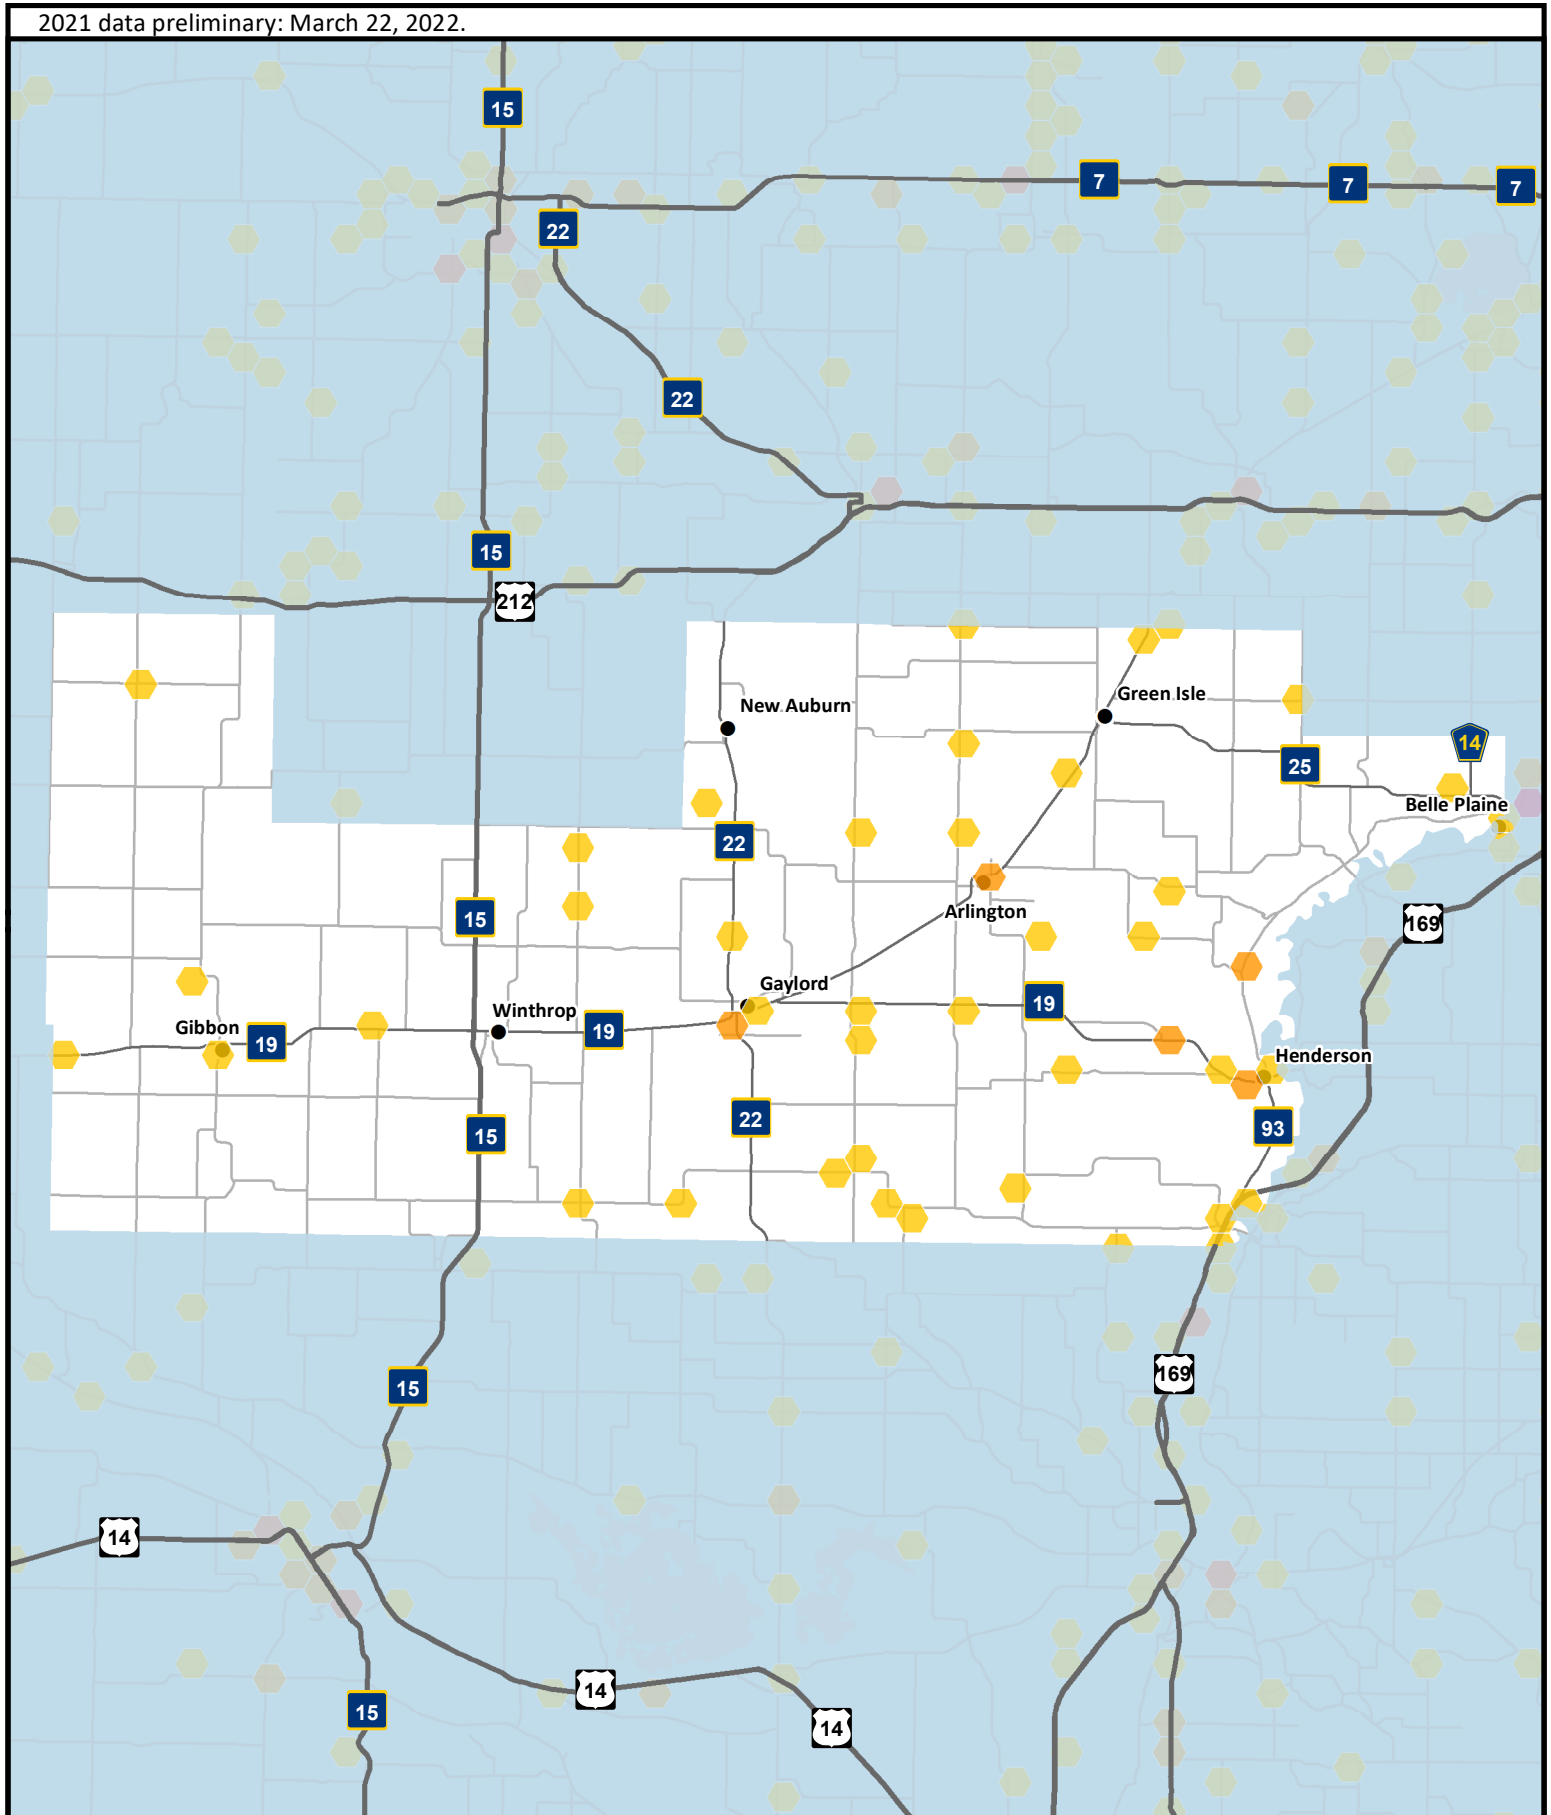 2021 data preliminary: March 22, 2022.
15
7
7
7
22
22
15
212
Green Isle
New Auburn
14
25
Belle Plaine
22
15
Arlington
169
Gaylord
19
Winthrop
19
Gibbon
19
Henderson
22
93
15
169
15
14
14
15
14